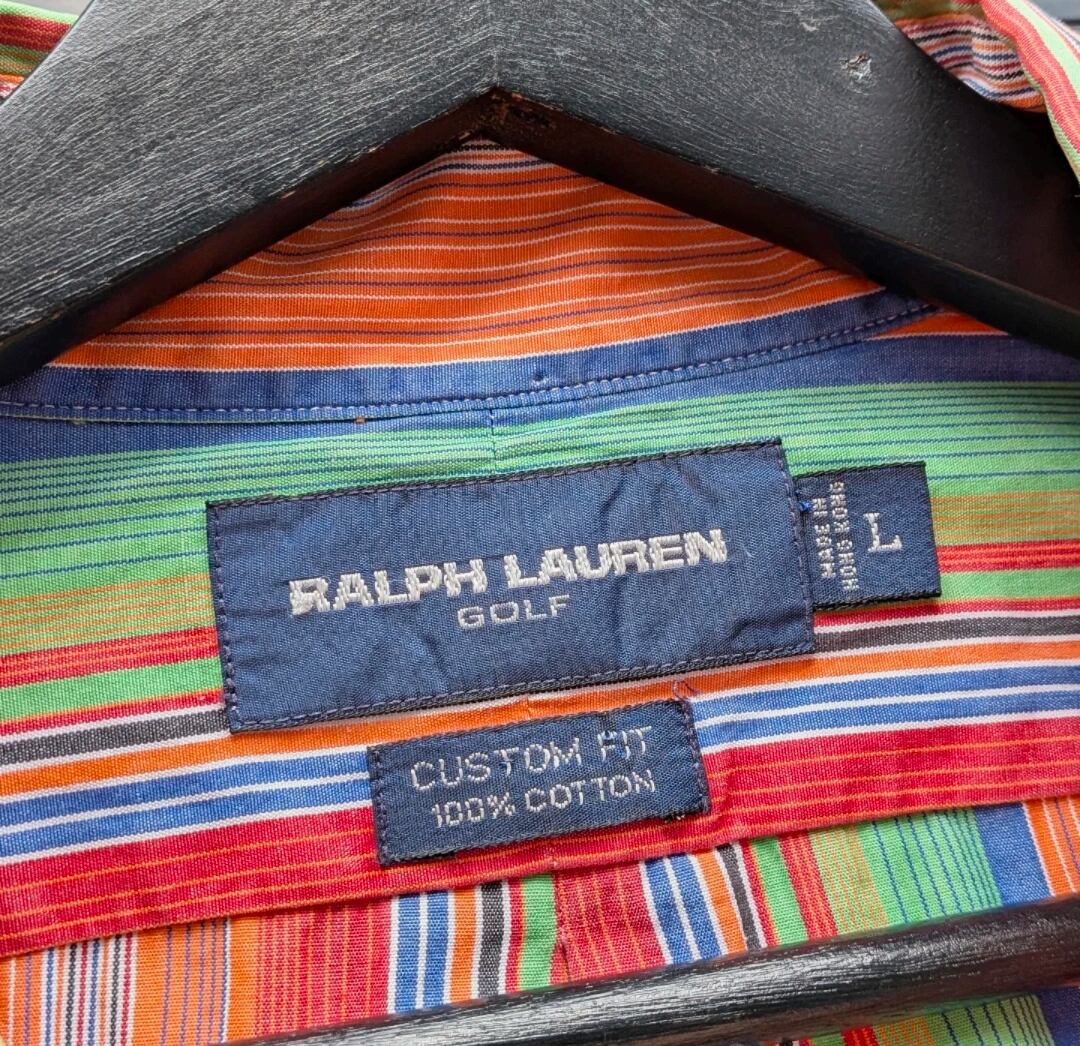 RALPH LAUREN
GOLF
MADE IN
HONG KONG
L
CUSTOM FIT
100% COTTON